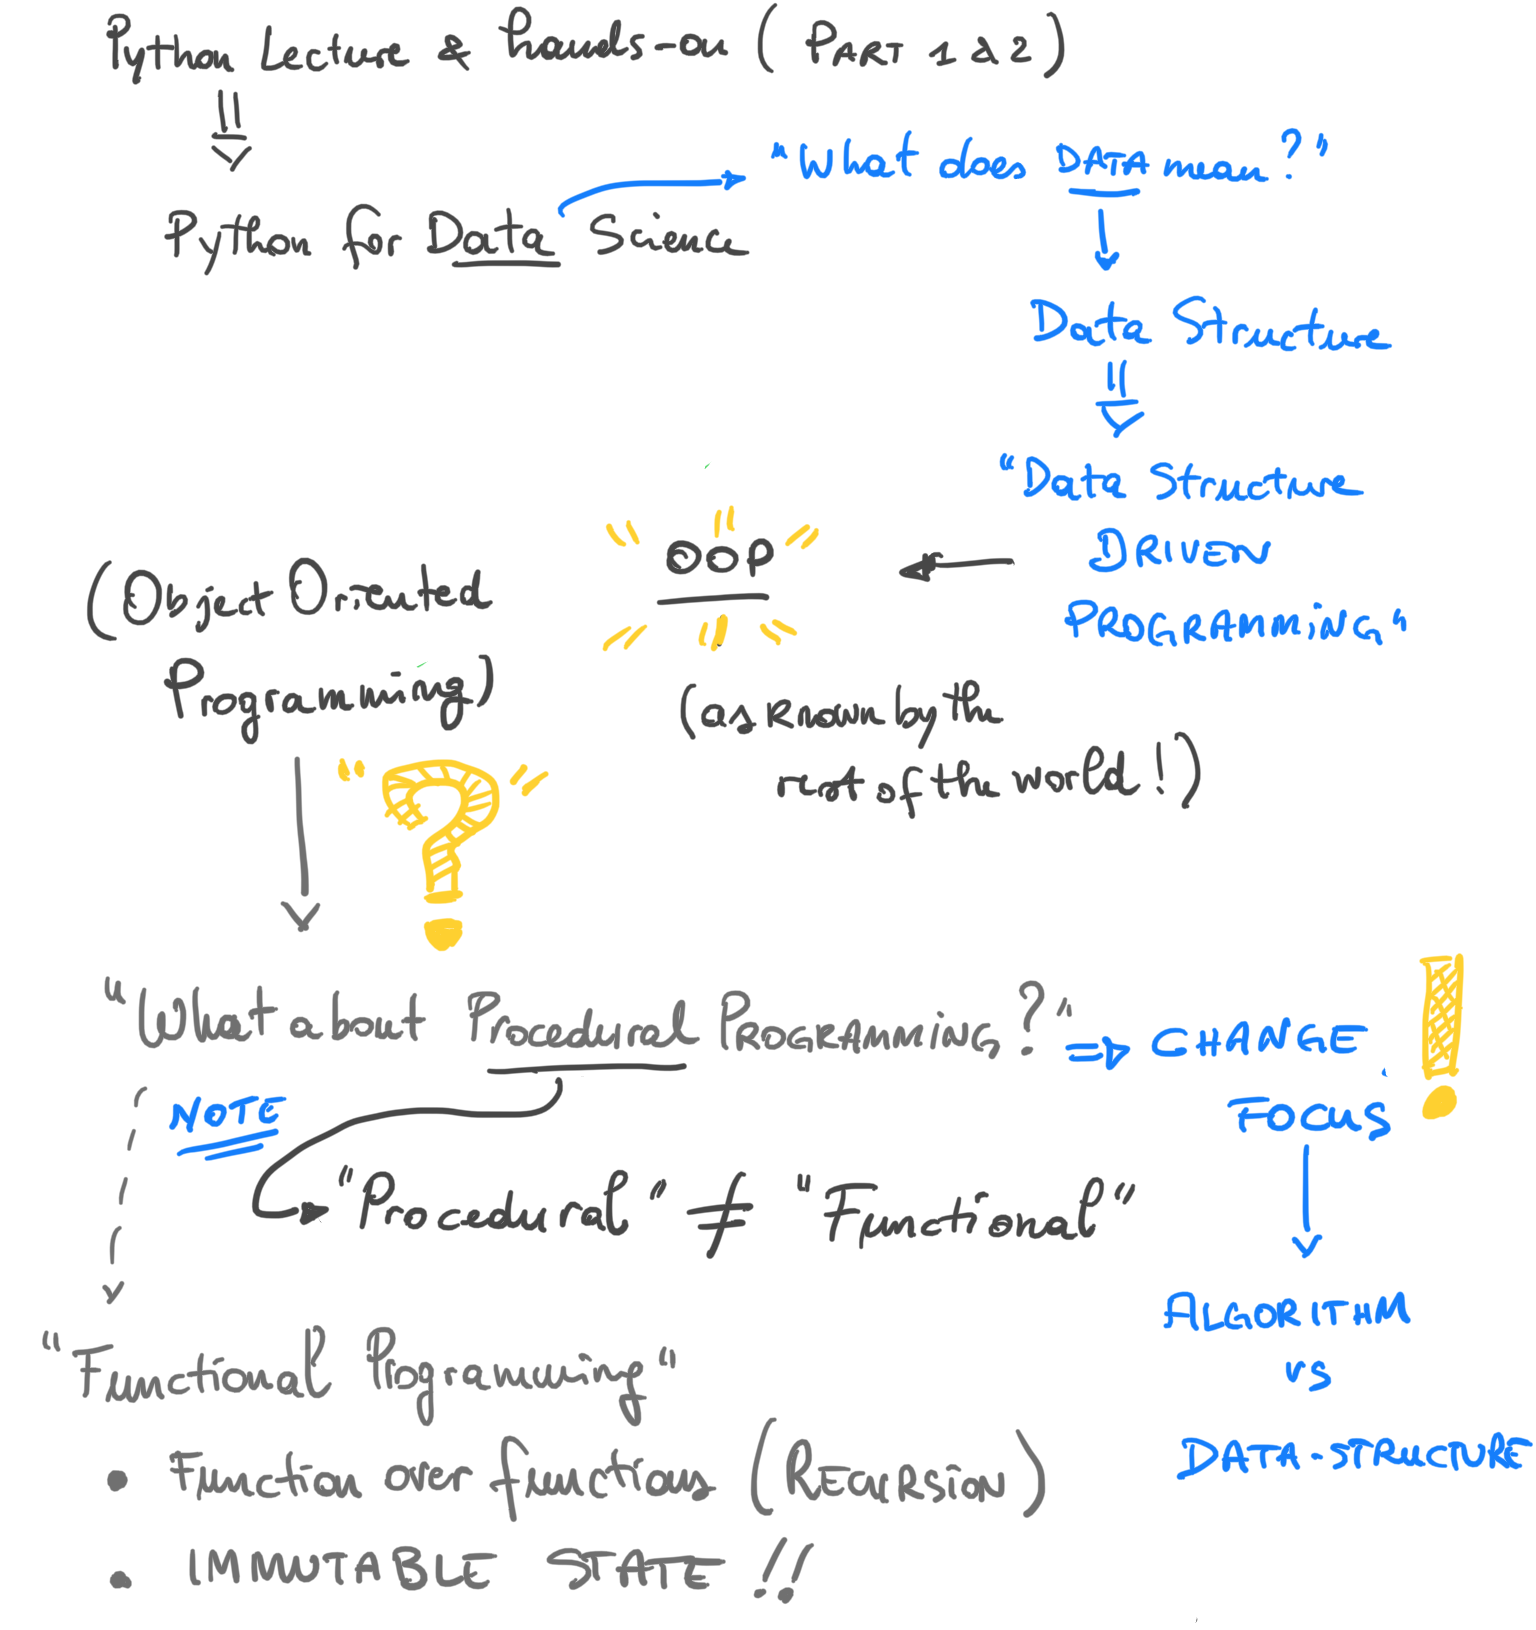 Python Lecture & hands-on (PART 1 & 2)
"What does DATA mean?"
Python for Data Science
Data Structure
"Data Structure
DRIVEN
PROGRAMMING"
OOP
(as known by the
rest of the world!)
(Object Oriented
Programming)
?
"What about Procedural PROGRAMMING?" => CHANGE
FOCUS
!
NOTE
"Procedural" ≠ "Functional"
ALGORITHM
vs
DATA-STRUCTURE
"Functional Programming"
• Function over functions (RECURSION)
• IMMUTABLE STATE !!